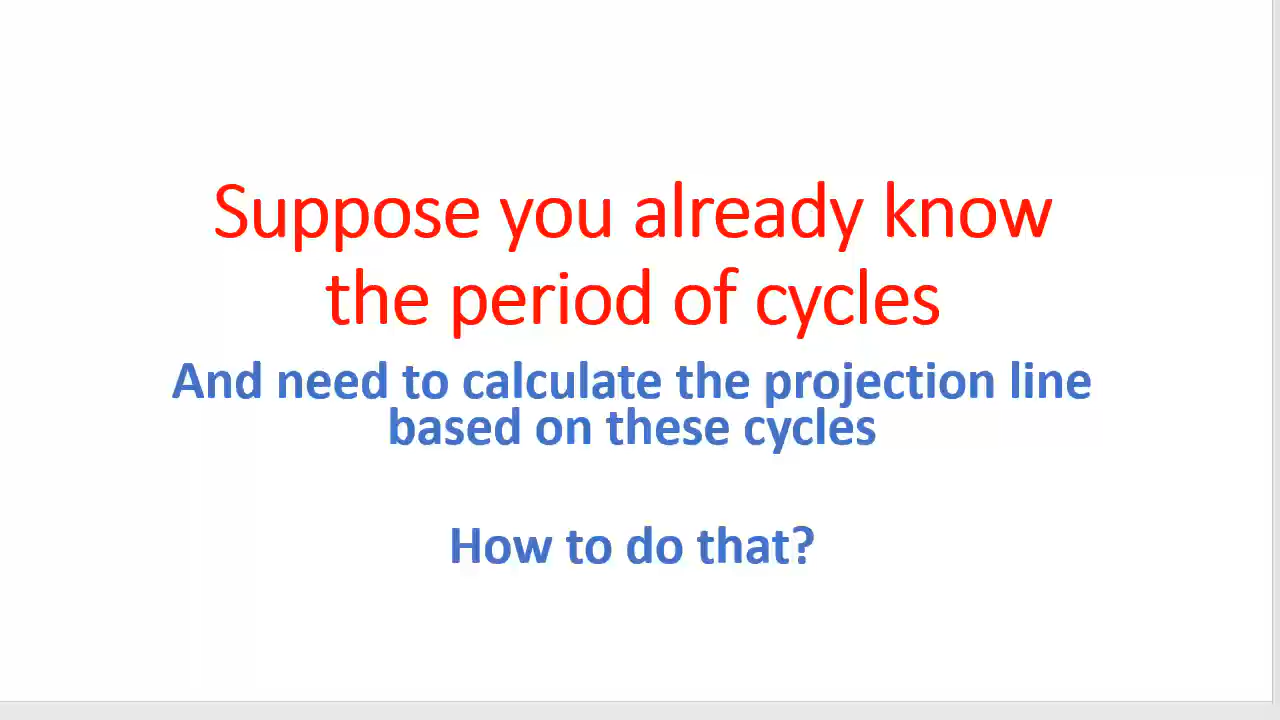 Suppose you already know
the period of cycles
And need to calculate the projection line
based on these cycles
How to do that?